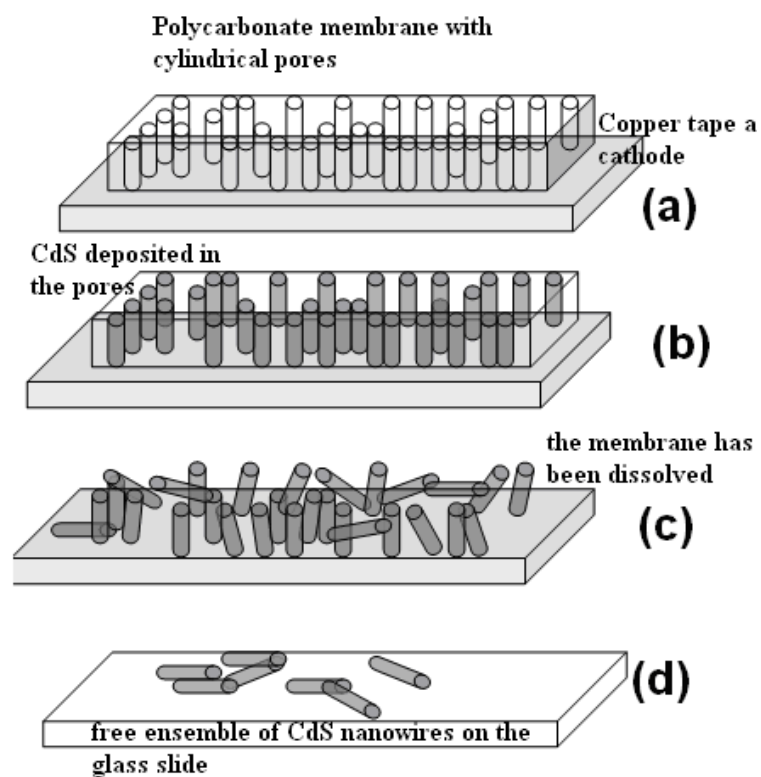 Polycarbonate membrane with
cylindrical pores
Copper tape a
cathode
(a)
CdS deposited in
the pores
(b)
the membrane has
been dissolved
(c)
(d)
free ensemble of CdS nanowires on the
glass slide